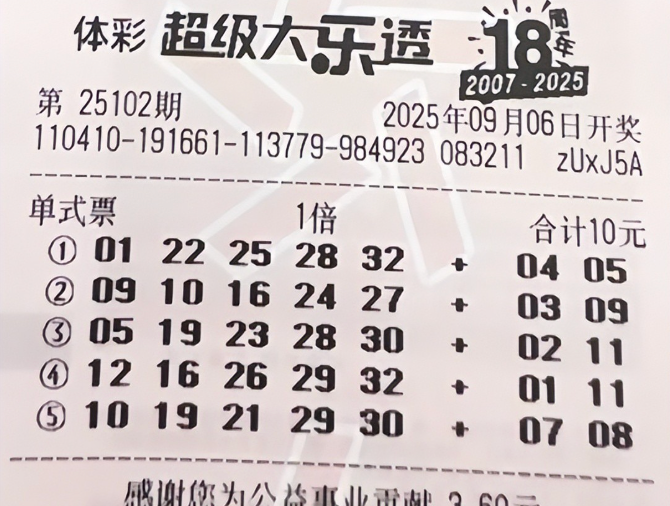 体彩 超级大乐透 18周年
2007-2025
第 25102期 2025年09月06日开奖
110410-191661-113779-984923 083211 zUxJ5A
单式票 1倍 合计10元
① 01 22 25 28 32 + 04 05
② 09 10 16 24 27 + 03 09
③ 05 19 23 28 30 + 02 11
④ 12 16 26 29 32 + 01 11
⑤ 10 19 21 29 30 + 07 08
感谢您为公益事业贡献 3.60元